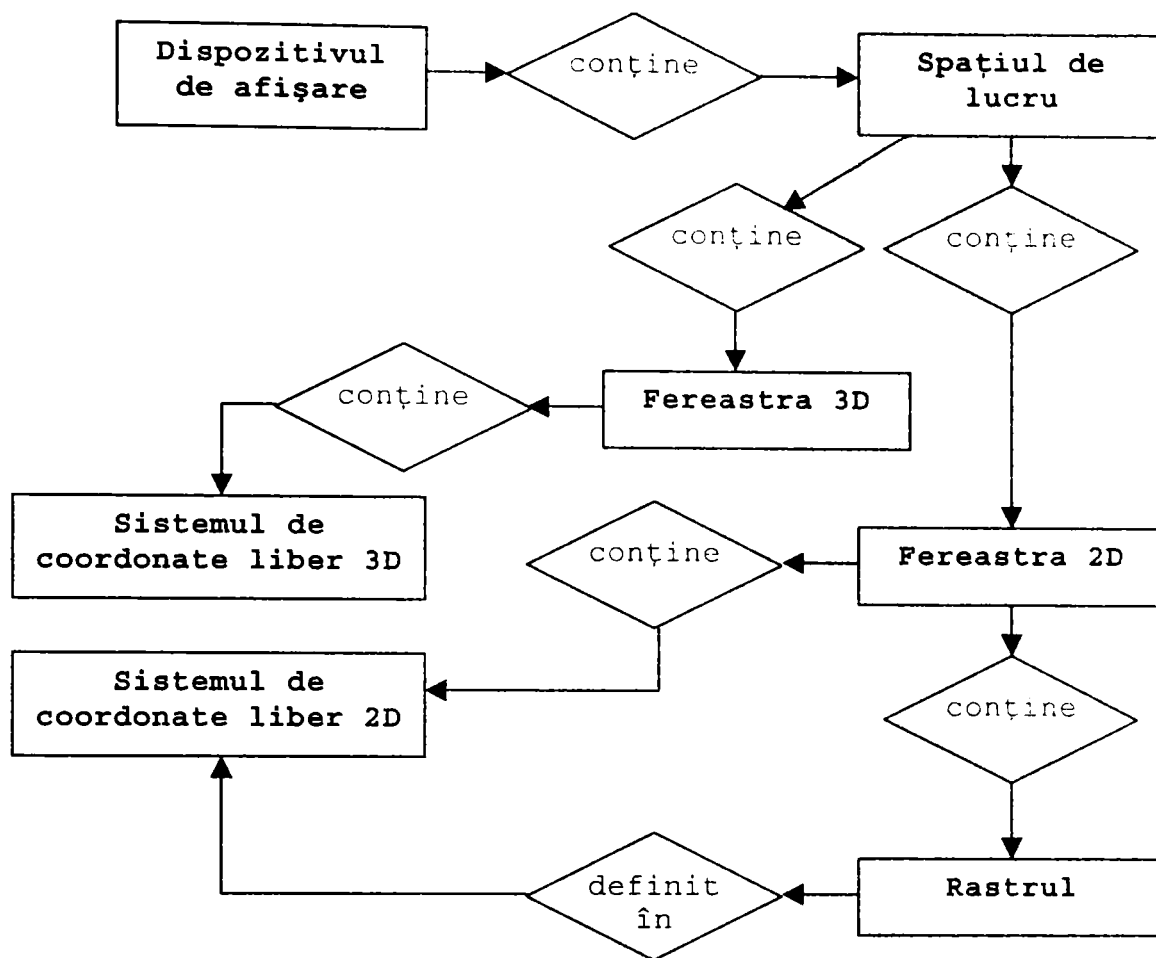 Dispozitivul
de afişare
conţine
Spaţiul de
lucru
conţine
conţine
conţine
Fereastra 3D
Sistemul de
coordonate liber 3D
conţine
Fereastra 2D
Sistemul de
coordonate liber 2D
conţine
definit
în
Rastrul